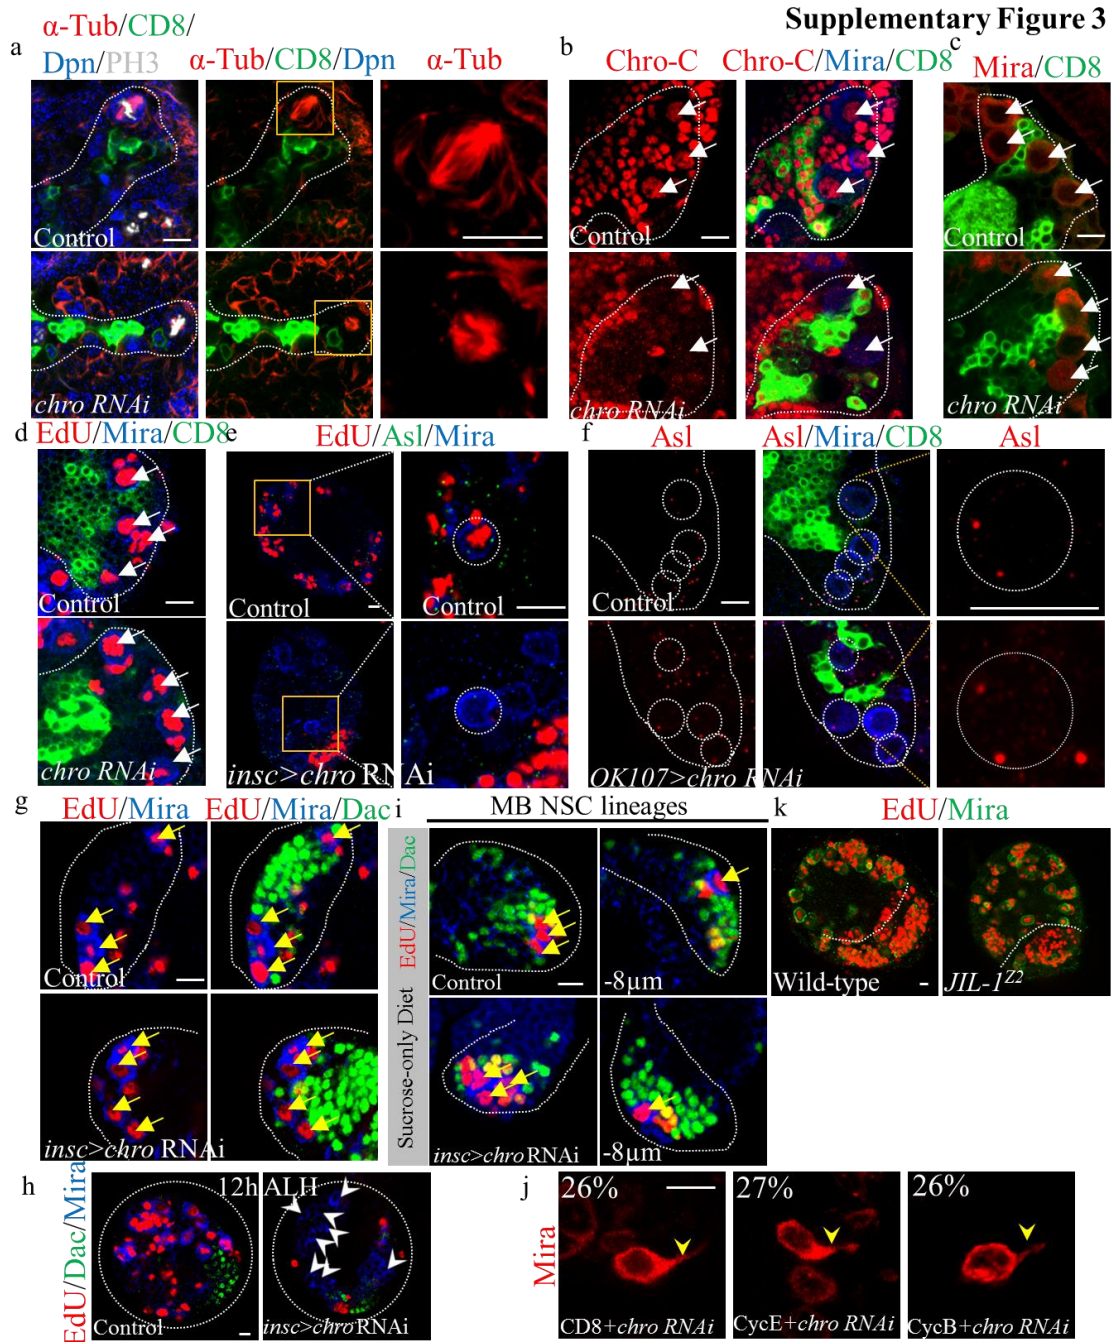 Supplementary Figure 3
a
α-Tub/CD8/
Dpn/PH3
α-Tub/CD8/Dpn
α-Tub
Control
chro RNAi
b
Chro-C
Chro-C/Mira/CD8
Control
chro RNAi
c
Mira/CD8
Control
chro RNAi
d
EdU/Mira/CD8
Control
chro RNAi
e
EdU/Asl/Mira
Control
Control
insc>chro RNAi
f
Asl
Asl/Mira/CD8
Asl
Control
OK107>chro RNAi
g
EdU/Mira
EdU/Mira/Dac
Control
insc>chro RNAi
h
EdU/Dac/Mira
12h ALH
Control
insc>chro RNAi
i
MB NSC lineages
Sucrose-only Diet
EdU/Mira/Dac
Control
-8µm
insc>chro RNAi
-8µm
j
Mira
26%
27%
26%
CD8+chro RNAi
CycE+chro RNAi
CycB+chro RNAi
k
EdU/Mira
Wild-type
JIL-1Z2